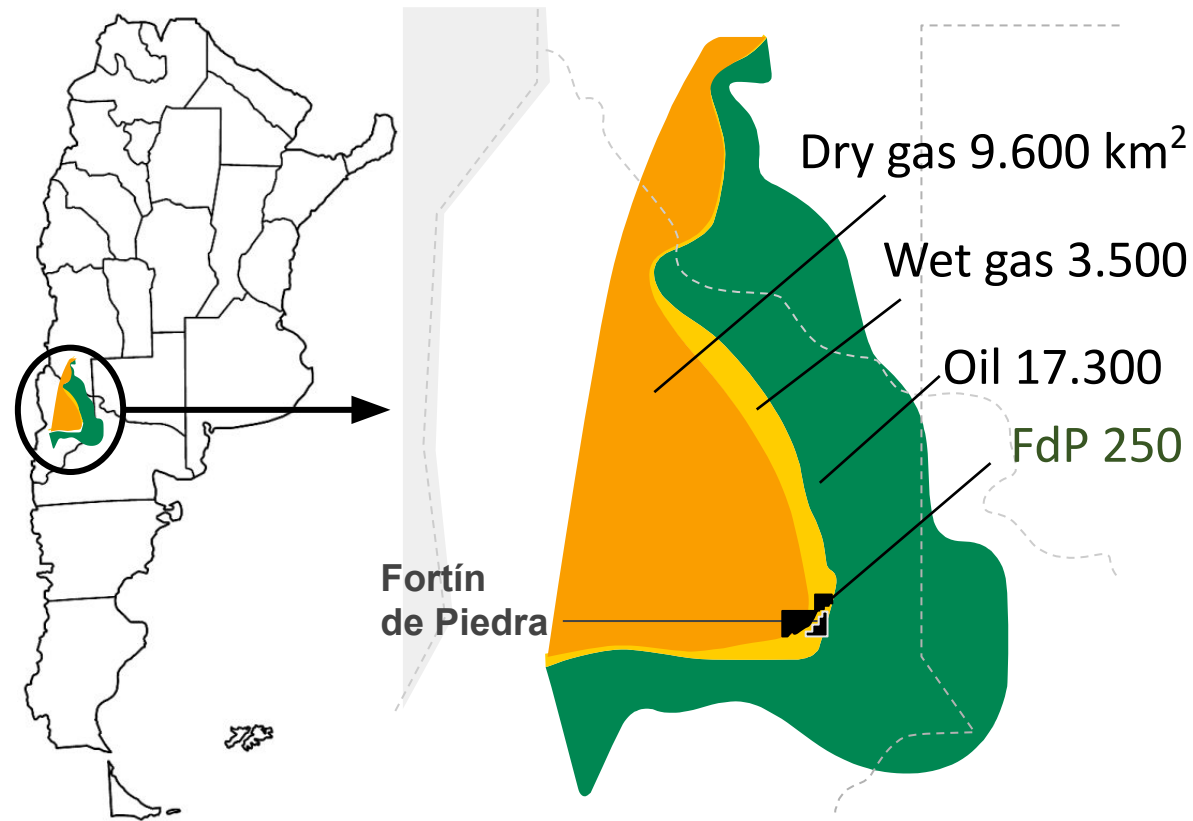 Dry gas 9.600 km²
Wet gas 3.500
Oil 17.300
FdP 250
Fortín
de Piedra